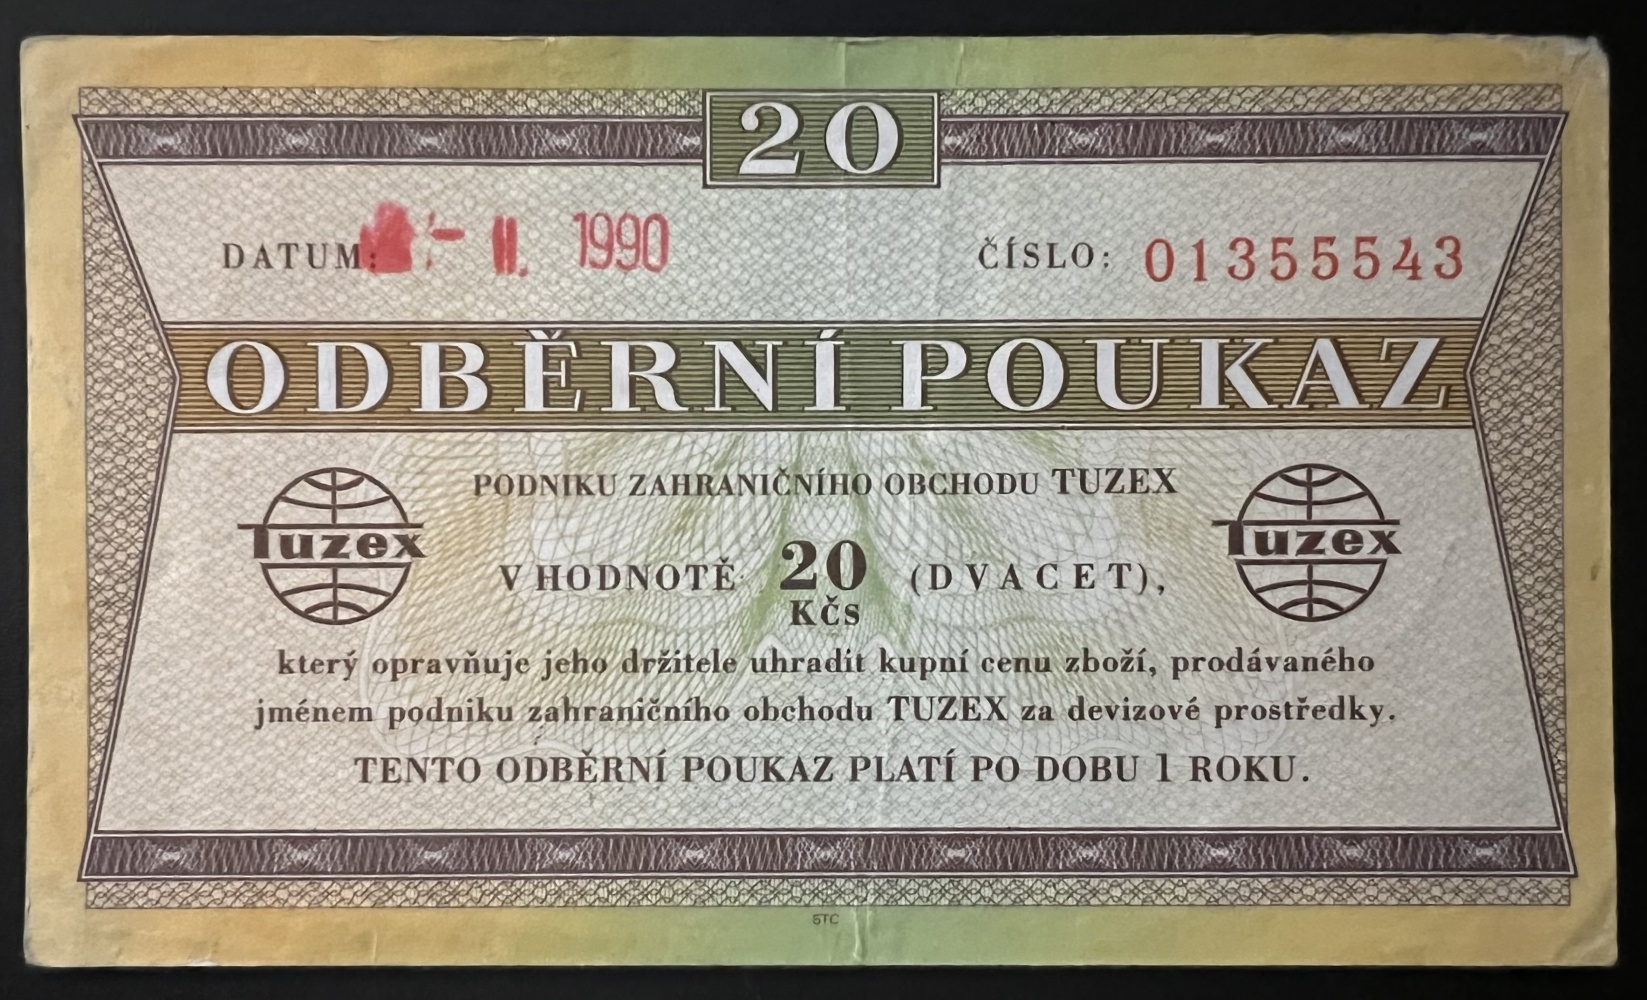 20
DATUM: - II. 1990
ČÍSLO: 01355543
ODBĚRNÍ POUKAZ
PODNIKU ZAHRANIČNÍHO OBCHODU TUZEX
Tuzex
Tuzex
V HODNOTĚ 20 (DVACET),
KČs
který opravňuje jeho držitele uhradit kupní cenu zboží, prodávaného
jménem podniku zahraničního obchodu TUZEX za devizové prostředky.
TENTO ODBĚRNÍ POUKAZ PLATÍ PO DOBU 1 ROKU.
STC